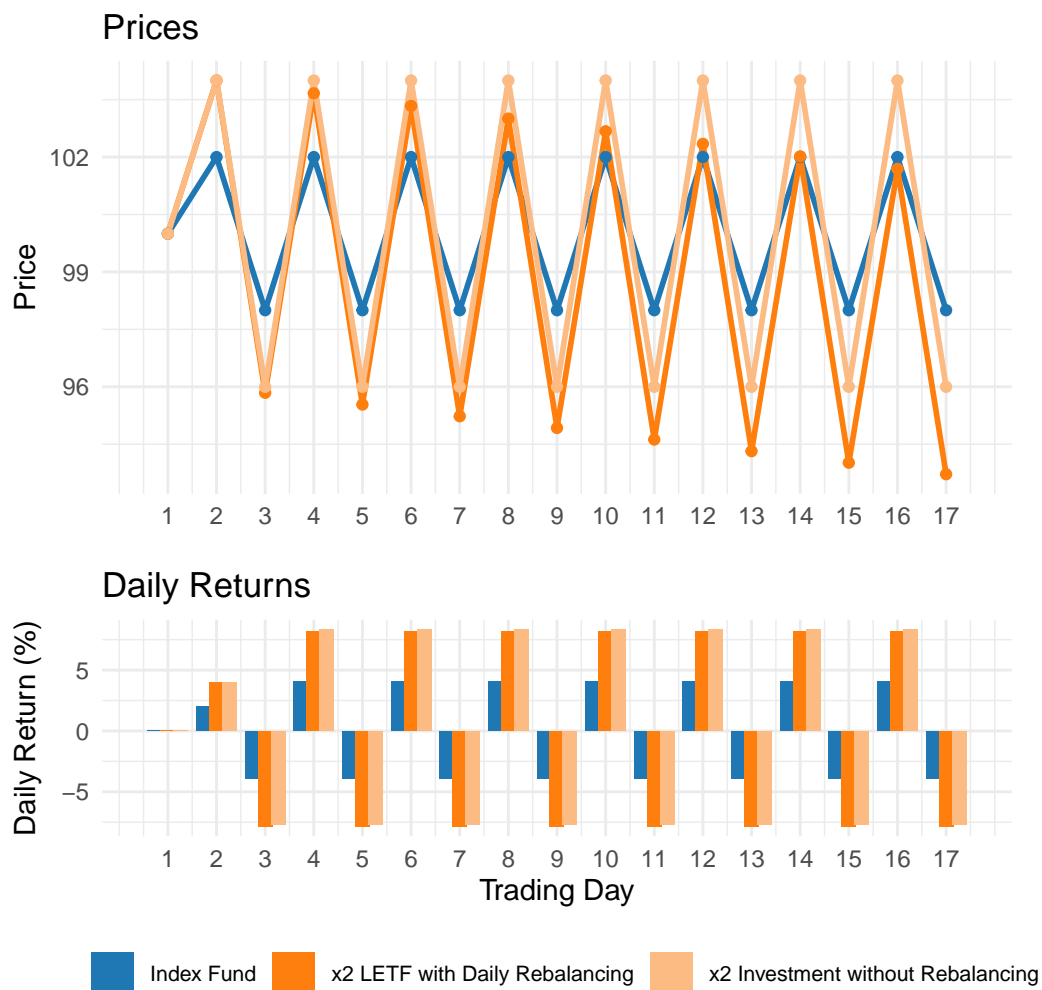 Prices
Price
102
99
96
1 2 3 4 5 6 7 8 9 10 11 12 13 14 15 16 17
Daily Returns
Daily Return (%)
5
0
−5
1 2 3 4 5 6 7 8 9 10 11 12 13 14 15 16 17
Trading Day
Index Fund x2 LETF with Daily Rebalancing x2 Investment without Rebalancing